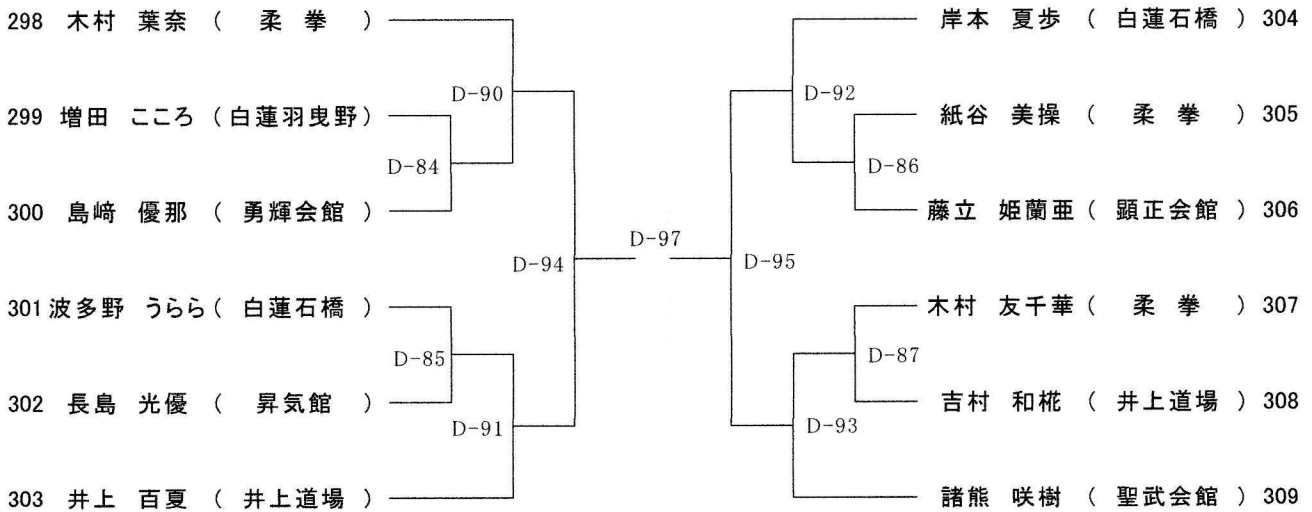 298 木村 葉奈 ( 柔 拳 )
299 増田 こころ (白蓮羽曳野)
300 島﨑 優那 ( 勇輝会館 )
301 波多野 うらら( 白蓮石橋 )
302 長島 光優 ( 昇気館 )
303 井上 百夏 ( 井上道場 )
D-90
D-84
D-94
D-85
D-91
D-97
D-92
D-86
D-95
D-87
D-93
岸本 夏歩 ( 白蓮石橋 ) 304
紙谷 美操 ( 柔 拳 ) 305
藤立 姫蘭亜 ( 顕正会館 ) 306
木村 友千華 ( 柔 拳 ) 307
吉村 和椛 ( 井上道場 ) 308
諸熊 咲樹 ( 聖武会館 ) 309